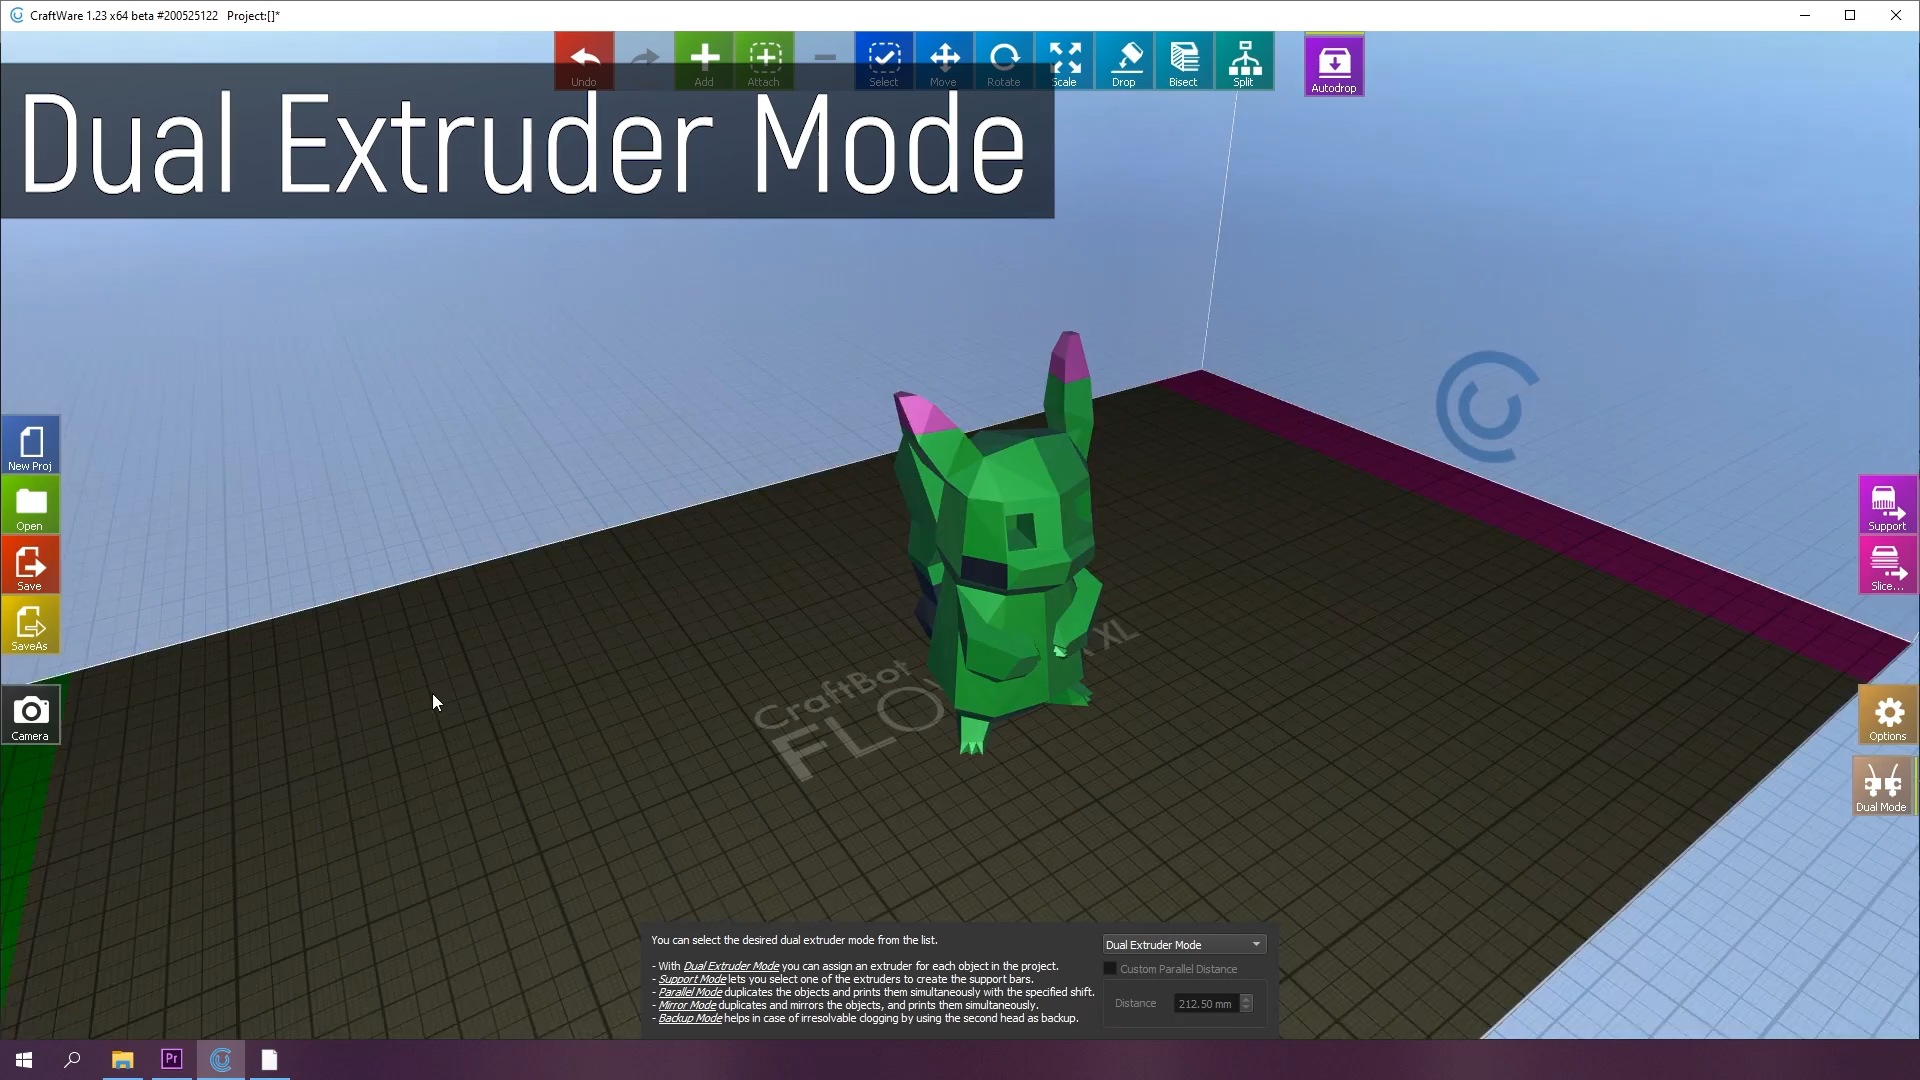 CraftWare 1.23 x64 beta #200525122   Project:[]*
Undo
Add
Attach
Select
Move
Rotate
Scale
Drop
Bisect
Split
Autodrop
Dual Extruder Mode
New Proj
Open
Save
SaveAs
Camera
Support
Slice...
Options
Dual Mode
CraftBot
XL
FLO
You can select the desired dual extruder mode from the list.
- With Dual Extruder Mode you can assign an extruder for each object in the project.
- Support Mode lets you select one of the extruders to create the support bars.
- Parallel Mode duplicates the objects and prints them simultaneously with the specified shift.
- Mirror Mode duplicates and mirrors the objects, and prints them simultaneously.
- Backup Mode helps in case of irresolvable clogging by using the second head as backup.
Dual Extruder Mode
Custom Parallel Distance
Distance 212.50 mm
Pr